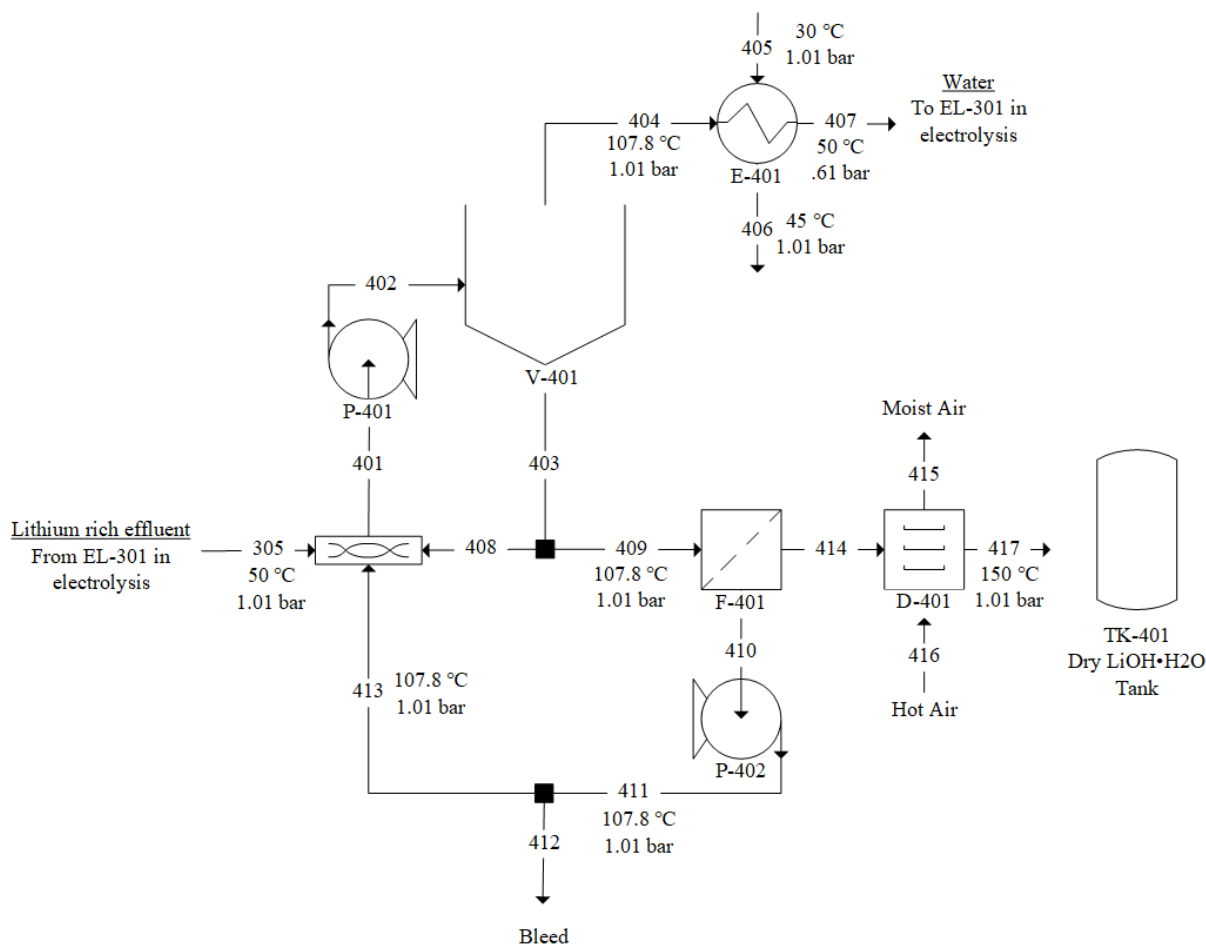 405
30 °C
1.01 bar
Water
To EL-301 in
electrolysis
404
107.8 °C
1.01 bar
407
50 °C
.61 bar
E-401
406
45 °C
1.01 bar
402
P-401
V-401
401
403
Moist Air
415
Lithium rich effluent
From EL-301 in
electrolysis
305
50 °C
1.01 bar
408
409
107.8 °C
1.01 bar
F-401
414
D-401
417
150 °C
1.01 bar
TK-401
Dry LiOH•H2O
Tank
410
416
Hot Air
413
107.8 °C
1.01 bar
P-402
411
107.8 °C
1.01 bar
412
Bleed